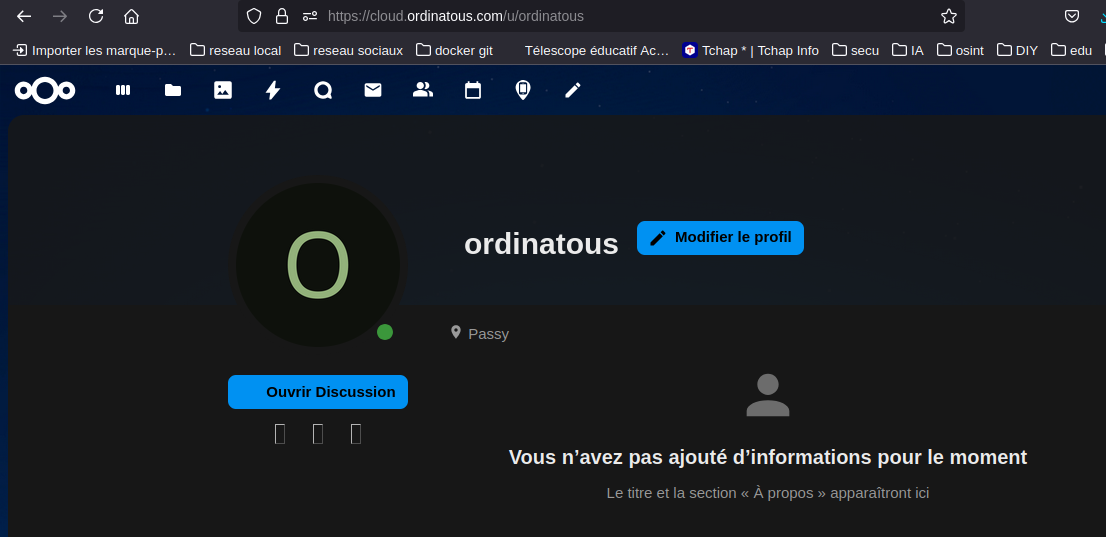 https://cloud.ordinatous.com/u/ordinatous
Importer les marque-p… reseau local reseau sociaux docker git Télescope éducatif Ac… Tchap * | Tchap Info secu IA osint DIY edu
O
ordinatous
Modifier le profil
Passy
Ouvrir Discussion
Vous n’avez pas ajouté d’informations pour le moment
Le titre et la section « À propos » apparaîtront ici